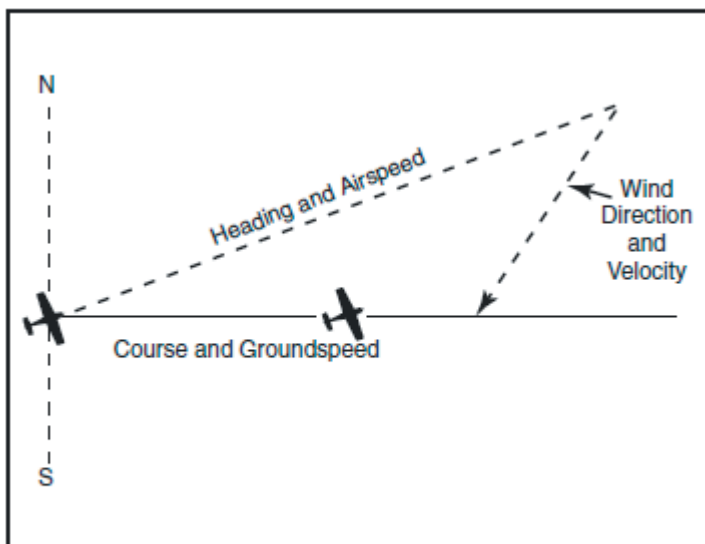 N
Heading and Airspeed
Wind
Direction
and
Velocity
Course and Groundspeed
S